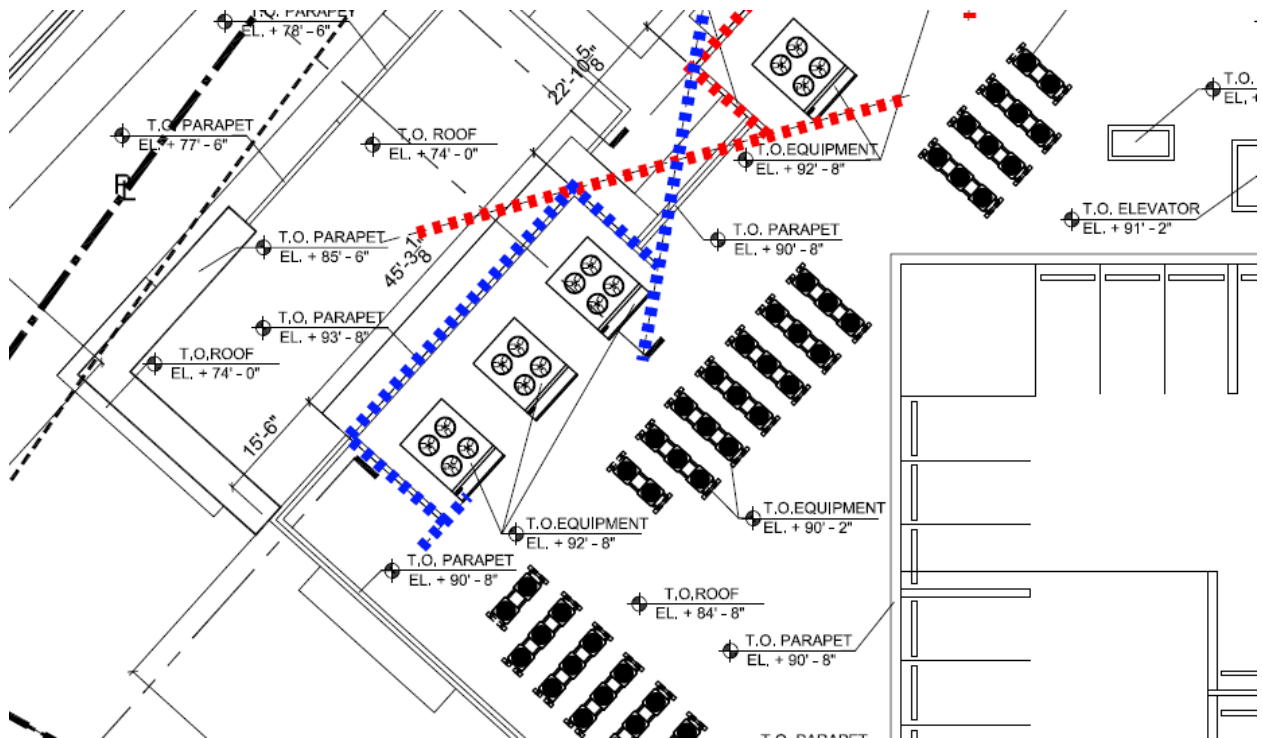 T.O. PARAPET
EL. + 78' - 6"
T.O. PARAPET
EL. + 77' - 6"
T.O. ROOF
EL. + 74' - 0"
22'-10 5/8"
T.O.EQUIPMENT
EL. + 92' - 8"
T.O.
EL. +
T.O. ELEVATOR
EL. + 91' - 2"
T.O. PARAPET
EL. + 85' - 6"
45'-3 1/8"
T.O. PARAPET
EL. + 90' - 8"
T.O. PARAPET
EL. + 93' - 8"
T.O.ROOF
EL. + 74' - 0"
15'-6"
T.O.EQUIPMENT
EL. + 92' - 8"
T.O.EQUIPMENT
EL. + 90' - 2"
T.O. PARAPET
EL. + 90' - 8"
T.O.ROOF
EL. + 84' - 8"
T.O. PARAPET
EL. + 90' - 8"
T.O. PARAPET